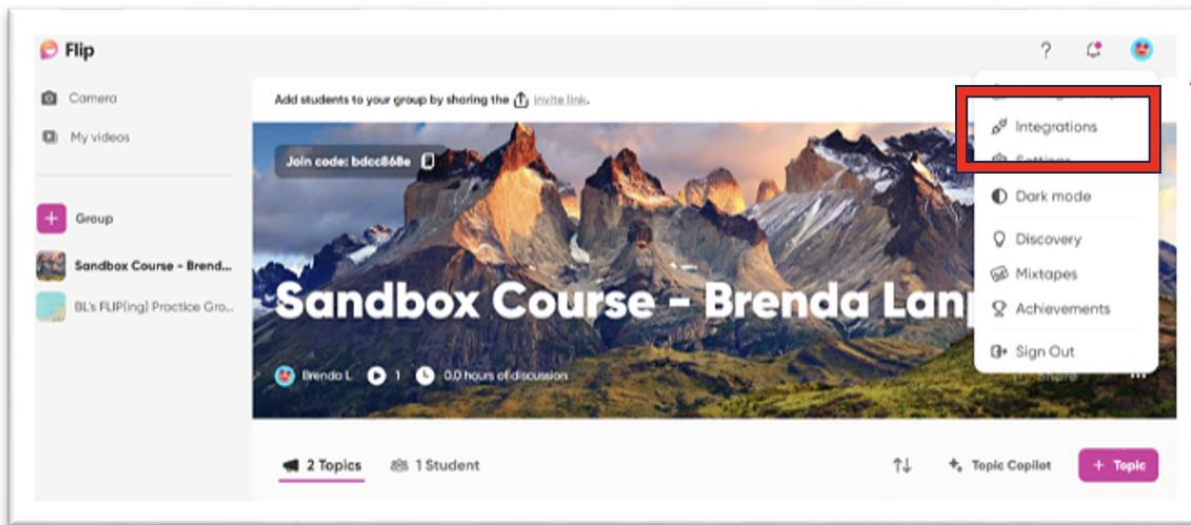 Flip
?
Camera
My videos
+ Group
Sandbox Course - Brend...
BL's FLIP(ing) Practice Gro...
Add students to your group by sharing the invite link.
Join code: bdcc868e
Sandbox Course - Brenda Lan
Brenda L 1 0.0 hours of discussion
Integrations
Settings
Dark mode
Discovery
Mixtapes
Achievements
Sign Out
Share
2 Topics 1 Student
Topic Copilot + Topic